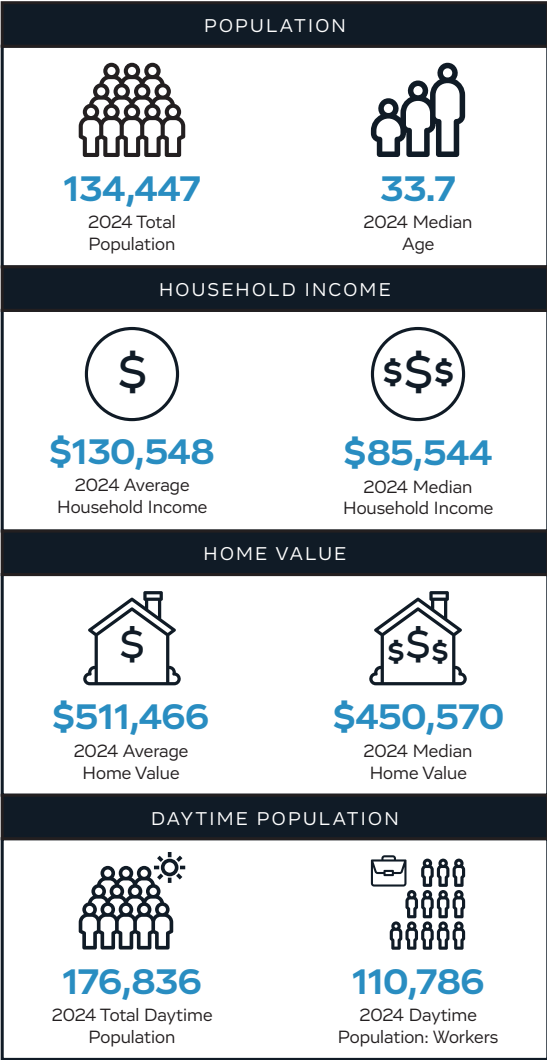 POPULATION
134,447
2024 Total
Population
33.7
2024 Median
Age
HOUSEHOLD INCOME
$
$130,548
2024 Average
Household Income
$$$
$85,544
2024 Median
Household Income
HOME VALUE
$
$511,466
2024 Average
Home Value
$$$
$450,570
2024 Median
Home Value
DAYTIME POPULATION
176,836
2024 Total Daytime
Population
110,786
2024 Daytime
Population: Workers